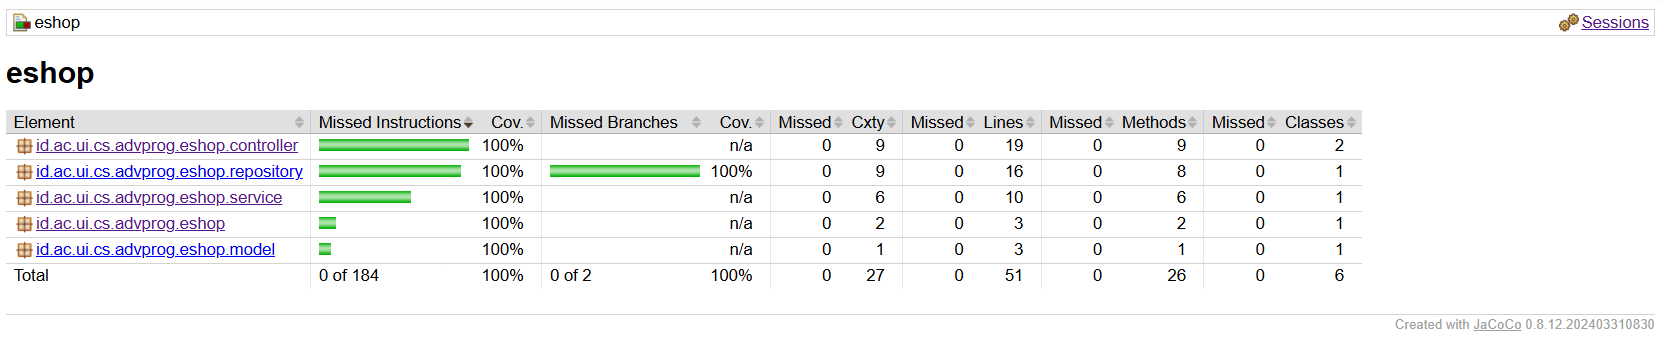 eshop Sessions
eshop
Element Missed Instructions Cov. Missed Branches Cov. Missed Cxty Missed Lines Missed Methods Missed Classes
id.ac.ui.cs.advprog.eshop.controller 100% n/a 0 9 0 19 0 9 0 2
id.ac.ui.cs.advprog.eshop.repository 100% 100% 0 9 0 16 0 8 0 1
id.ac.ui.cs.advprog.eshop.service 100% n/a 0 6 0 10 0 6 0 1
id.ac.ui.cs.advprog.eshop 100% n/a 0 2 0 3 0 2 0 1
id.ac.ui.cs.advprog.eshop.model 100% n/a 0 1 0 3 0 1 0 1
Total 0 of 184 100% 0 of 2 100% 0 27 0 51 0 26 0 6
Created with JaCoCo 0.8.12.202403310830